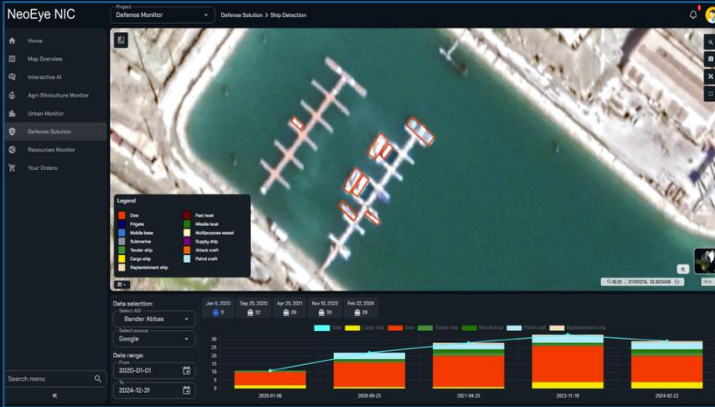 NeoEye NIC
Project
Defense Monitor
Defense Solution > Ship Detection
Home
Map Overview
Interactive AI
Agri-Silviculture Monitor
Urban Monitor
Defense Solution
Resources Monitor
Your Orders
Search menu
Legend
Dow
Frigate
Mobile base
Submarine
Tender ship
Cargo ship
Replenishment ship
Fast boat
Missile boat
Multipurpose vessel
Supply ship
Attack craft
Patrol craft
Data selection:
Select AOI
Bander Abbas
Select source
Google
Date range:
From
2020-01-01
To
2024-12-31
Jan 6, 2020
11
Sep 25, 2020
22
Apr 25, 2021
Nov 10, 2023
33
Feb 22, 2024
Total
Cargo ship
Dow
Tender ship
Missile boat
Patrol craft
Replenishment ship
30
25
20
15
10
5
0
2020-01-06
2020-09-25
2021-04-25
2023-11-10
2024-02-22